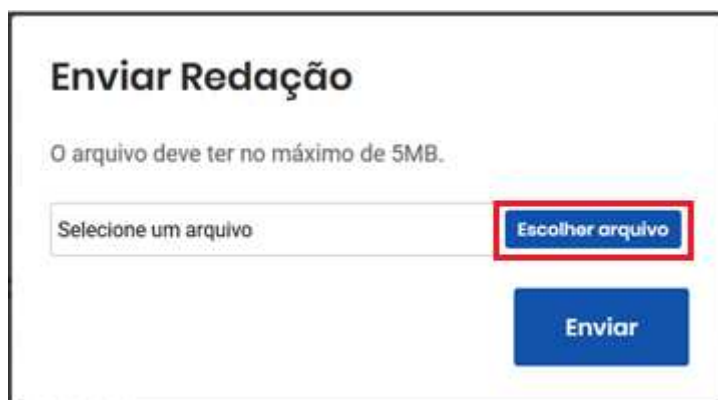 Enviar Redação
O arquivo deve ter no máximo de 5MB.
Selecione um arquivo Escolher arquivo
Enviar